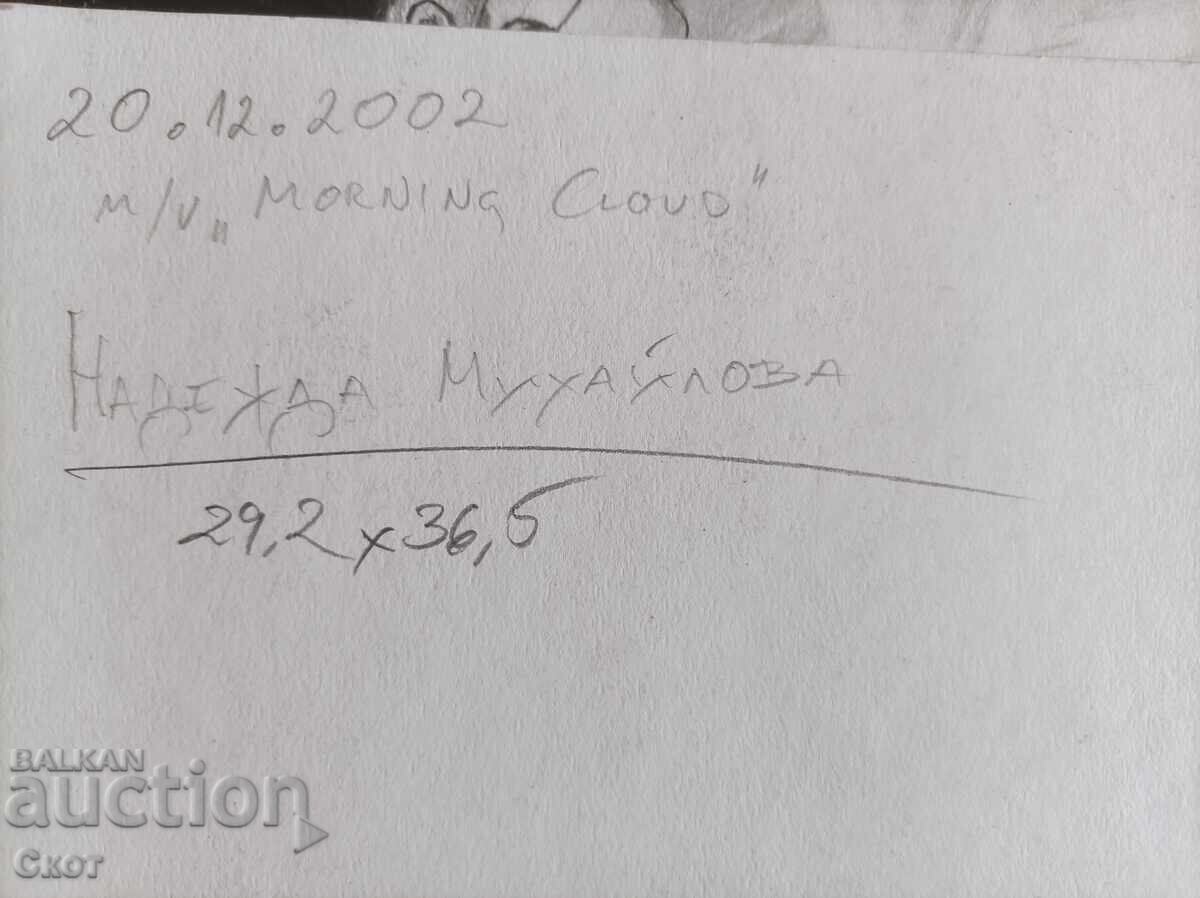 20.12.2002
m/v „MORNING CLOUD"
НАДЕЖДА МИХАЙЛОВА
29,2 x 36,5
BALKAN
auction
Скот